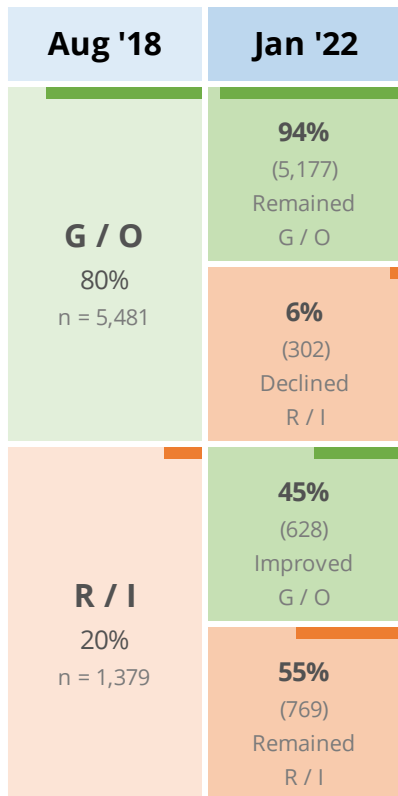 Aug '18
Jan '22
G / O
80%
n = 5,481
94%
(5,177)
Remained
G / O
6%
(302)
Declined
R / I
R / I
20%
n = 1,379
45%
(628)
Improved
G / O
55%
(769)
Remained
R / I